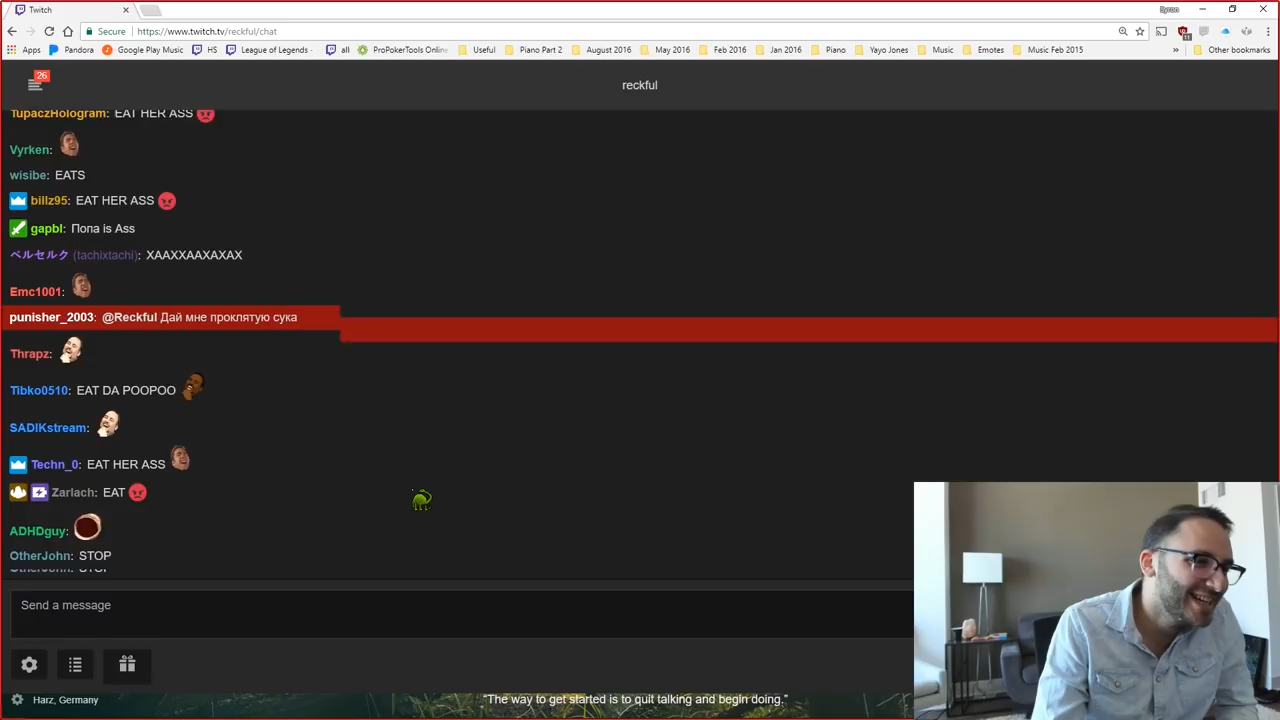 Twitch
Byron
Secure
https://www.twitch.tv/reckful/chat
Apps
Pandora
Google Play Music
HS
League of Legends -
all
ProPokerTools Online
Piano Part 2
August 2016
May 2016
Feb 2016
Jan 2016
Piano
Yayo Jones
Music
Emotes
Music Feb 2015
»
Other bookmarks
26
reckful
TupaczHologram: EAT HER ASS
Vyrken:
wisibe: EATS
billz95: EAT HER ASS
gapbl: Попа is Ass
ベルセルク (tachixtachi): XAAXXAAXAXAX
Emc1001:
punisher_2003: @Reckful Дай мне проклятую сука
Thrapz:
Tibko0510: EAT DA POOPOO
SADIKstream:
Techn_0: EAT HER ASS
Zarlach: EAT
ADHDguy:
OtherJohn: STOP
Send a message
Harz, Germany
“The way to get started is to quit talking and begin doing.”